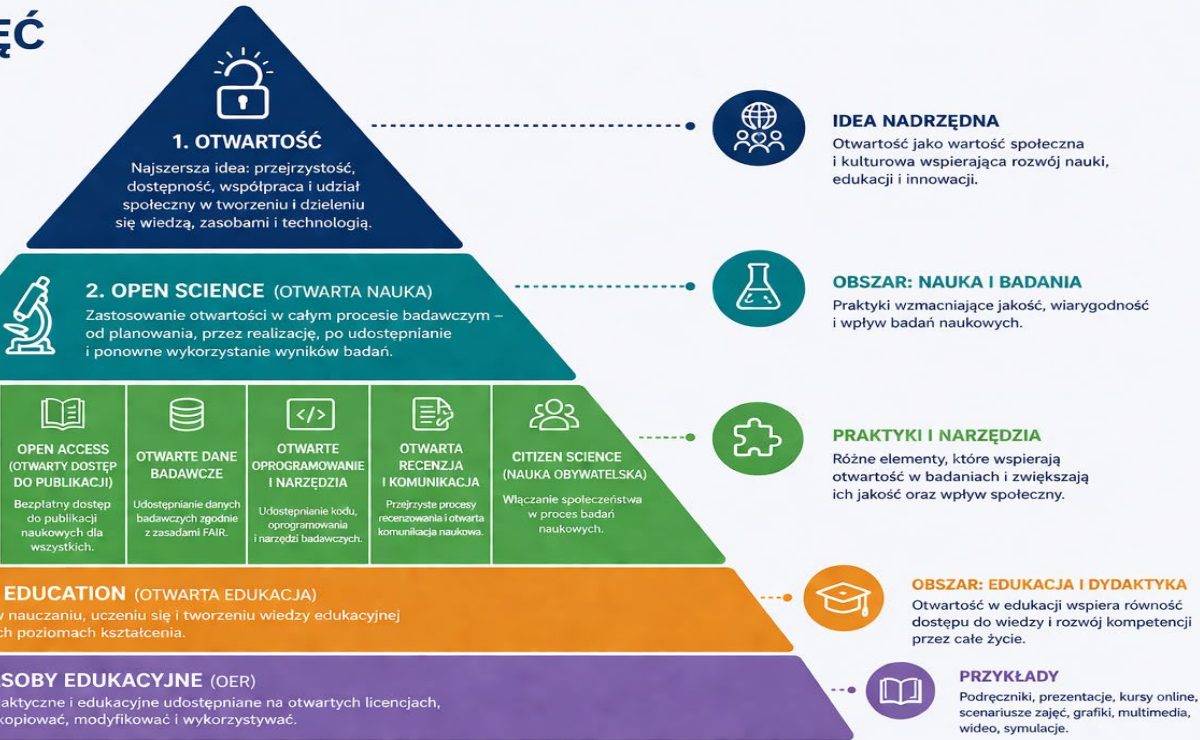 ĘĆ
1. OTWARTOŚĆ
Najszersza idea: przejrzystość,
dostępność, współpraca i udział
społeczny w tworzeniu i dzieleniu
się wiedzą, zasobami i technologią.
IDEA NADRZĘDNA
Otwartość jako wartość społeczna
i kulturowa wspierająca rozwój nauki,
edukacji i innowacji.
2. OPEN SCIENCE (OTWARTA NAUKA)
Zastosowanie otwartości w całym procesie badawczym –
od planowania, przez realizację, po udostępnianie
i ponowne wykorzystanie wyników badań.
OBSZAR: NAUKA I BADANIA
Praktyki wzmacniające jakość, wiarygodność
i wpływ badań naukowych.
OPEN ACCESS
(OTWARTY DOSTĘP
DO PUBLIKACJI)
Bezpłatny dostęp
do publikacji
naukowych dla
wszystkich.
OTWARTE DANE
BADAWCZE
Udostępnianie danych
badawczych zgodnie
z zasadami FAIR.
</>
OTWARTE
OPROGRAMOWANIE
I NARZĘDZIA
Udostępnianie kodu,
oprogramowania
i narzędzi badawczych.
OTWARTA
RECENZJA
I KOMUNIKACJA
Przejrzyste procesy
recenzowania i otwarta
komunikacja naukowa.
CITIZEN SCIENCE
(NAUKA OBYWATELSKA)
Włączanie społeczeństwa
w proces badań
naukowych.
PRAKTYKI I NARZĘDZIA
Różne elementy, które wspierają
otwartość w badaniach i zwiększają
ich jakość oraz wpływ społeczny.
EDUCATION (OTWARTA EDUKACJA)
w nauczaniu, uczeniu się i tworzeniu wiedzy edukacyjnej
ch poziomach kształcenia.
OBSZAR: EDUKACJA I DYDAKTYKA
Otwartość w edukacji wspiera równość
dostępu do wiedzy i rozwój kompetencji
przez całe życie.
SOBY EDUKACYJNE (OER)
aktyczne i edukacyjne udostępniane na otwartych licencjach,
kopiować, modyfikować i wykorzystywać.
PRZYKŁADY
Podręczniki, prezentacje, kursy online,
scenariusze zajęć, grafiki, multimedia,
wideo, symulacje.